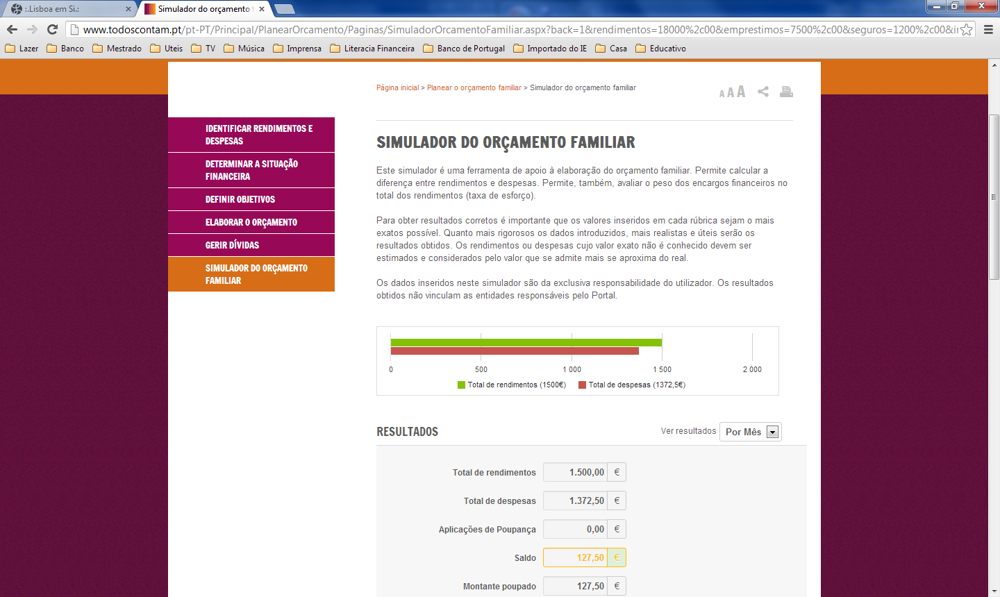 :.Lisboa em Si.:
Simulador do orçamento
www.todoscontam.pt/pt-PT/Principal/PlanearOrcamento/Paginas/SimuladorOrcamentoFamiliar.aspx?back=1&rendimentos=18000%2c00&emprestimos=7500%2c00&seguros=1200%2c00&i
Lazer Banco Mestrado Uteis TV Música Imprensa Literacia Financeira Banco de Portugal Importado do IE Casa Educativo
Página inicial > Planear o orçamento familiar > Simulador do orçamento familiar
A A A
IDENTIFICAR RENDIMENTOS E
DESPESAS
DETERMINAR A SITUAÇÃO
FINANCEIRA
DEFINIR OBJETIVOS
ELABORAR O ORÇAMENTO
GERIR DÍVIDAS
SIMULADOR DO ORÇAMENTO
FAMILIAR
SIMULADOR DO ORÇAMENTO FAMILIAR
Este simulador é uma ferramenta de apoio à elaboração do orçamento familiar. Permite calcular a
diferença entre rendimentos e despesas. Permite, também, avaliar o peso dos encargos financeiros no
total dos rendimentos (taxa de esforço).
Para obter resultados corretos é importante que os valores inseridos em cada rúbrica sejam o mais
exatos possível. Quanto mais rigorosos os dados introduzidos, mais realistas e úteis serão os
resultados obtidos. Os rendimentos ou despesas cujo valor exato não é conhecido devem ser
estimados e considerados pelo valor que se admite mais se aproxima do real.
Os dados inseridos neste simulador são da exclusiva responsabilidade do utilizador. Os resultados
obtidos não vinculam as entidades responsáveis pelo Portal.
0 500 1 000 1 500 2 000
Total de rendimentos (1500€) Total de despesas (1372,5€)
RESULTADOS
Ver resultados Por Mês
Total de rendimentos 1.500,00 €
Total de despesas 1.372,50 €
Aplicações de Poupança 0,00 €
Saldo 127,50 €
Montante poupado 127,50 €